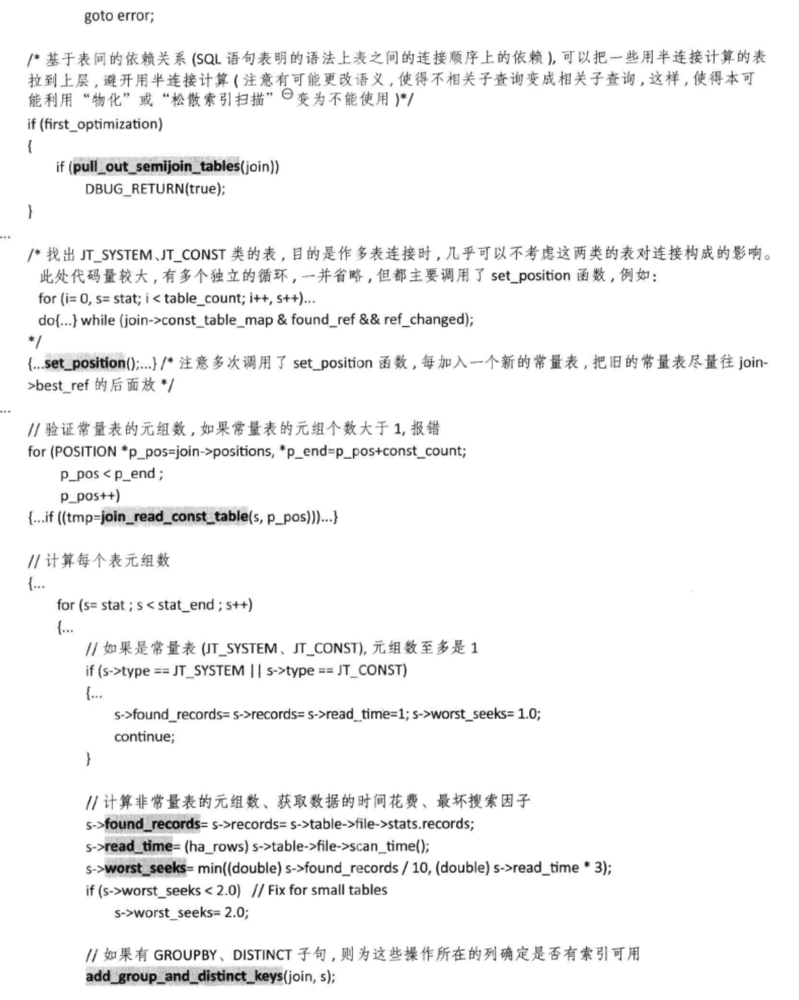 goto error;
/* 基于表间的依赖关系 (SQL 语句表明的语法上表之间的连接顺序上的依赖 ), 可以把一些用半连接计算的表
拉到上层 , 避开用半连接计算 ( 注意有可能更改语义 , 使得不相关子查询变成相关子查询 , 这样 , 使得本可
能利用 “物化” 或 “松散索引扫描” ㊀ 变为不能使用 )*/
if (first_optimization)
{
if (pull_out_semijoin_tables(join))
DBUG_RETURN(true);
}
...
/* 找出 JT_SYSTEM、JT_CONST 类的表 , 目的是作多表连接时 , 几乎可以不考虑这两类的表对连接构成的影响。
此处代码量较大 , 有多个独立的循环 , 一并省略 , 但都主要调用了 set_position 函数 , 例如：
for (i= 0, s= stat; i < table_count; i++, s++)...
do{...} while (join->const_table_map & found_ref && ref_changed);
*/
{...set_position();...} /* 注意多次调用了 set_position 函数 , 每加入一个新的常量表 , 把旧的常量表尽量往 join-
>best_ref 的后面放 */
...
// 验证常量表的元组数 , 如果常量表的元组个数大于 1, 报错
for (POSITION *p_pos=join->positions, *p_end=p_pos+const_count;
p_pos < p_end ;
p_pos++)
{...if ((tmp=join_read_const_table(s, p_pos)))...}
// 计算每个表元组数
{...
for (s= stat ; s < stat_end ; s++)
{...
// 如果是常量表 (JT_SYSTEM、JT_CONST), 元组数至多是 1
if (s->type == JT_SYSTEM || s->type == JT_CONST)
{...
s->found_records= s->records= s->read_time=1; s->worst_seeks= 1.0;
continue;
}
// 计算非常量表的元组数、获取数据的时间花费、最坏搜索因子
s->found_records= s->records= s->table->file->stats.records;
s->read_time= (ha_rows) s->table->file->scan_time();
s->worst_seeks= min((double) s->found_records / 10, (double) s->read_time * 3);
if (s->worst_seeks < 2.0) // Fix for small tables
s->worst_seeks= 2.0;
// 如果有 GROUPBY、DISTINCT 子句 , 则为这些操作所在的列确定是否有索引可用
add_group_and_distinct_keys(join, s);